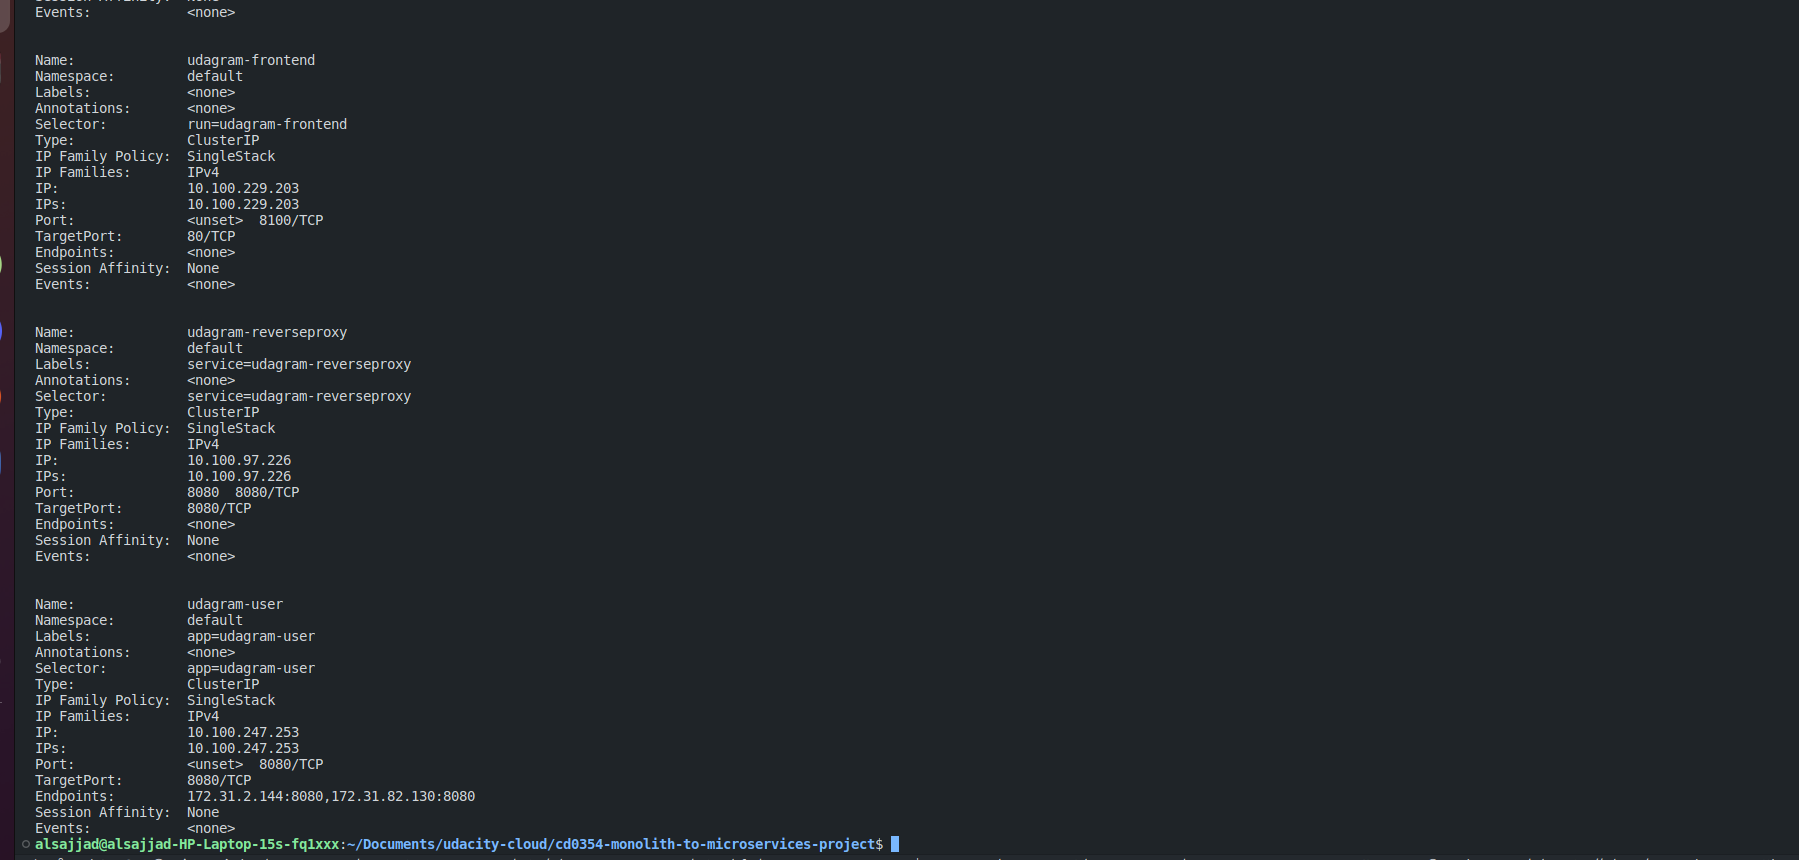 Events:            <none>
Name:              udagram-frontend
Namespace:         default
Labels:            <none>
Annotations:       <none>
Selector:          run=udagram-frontend
Type:              ClusterIP
IP Family Policy:  SingleStack
IP Families:       IPv4
IP:                10.100.229.203
IPs:               10.100.229.203
Port:              <unset>  8100/TCP
TargetPort:        80/TCP
Endpoints:         <none>
Session Affinity:  None
Events:            <none>
Name:              udagram-reverseproxy
Namespace:         default
Labels:            service=udagram-reverseproxy
Annotations:       <none>
Selector:          service=udagram-reverseproxy
Type:              ClusterIP
IP Family Policy:  SingleStack
IP Families:       IPv4
IP:                10.100.97.226
IPs:               10.100.97.226
Port:              8080  8080/TCP
TargetPort:        8080/TCP
Endpoints:         <none>
Session Affinity:  None
Events:            <none>
Name:              udagram-user
Namespace:         default
Labels:            app=udagram-user
Annotations:       <none>
Selector:          app=udagram-user
Type:              ClusterIP
IP Family Policy:  SingleStack
IP Families:       IPv4
IP:                10.100.247.253
IPs:               10.100.247.253
Port:              <unset>  8080/TCP
TargetPort:        8080/TCP
Endpoints:         172.31.2.144:8080,172.31.82.130:8080
Session Affinity:  None
Events:            <none>
alsajjad@alsajjad-HP-Laptop-15s-fq1xxx:~/Documents/udacity-cloud/cd0354-monolith-to-microservices-project$